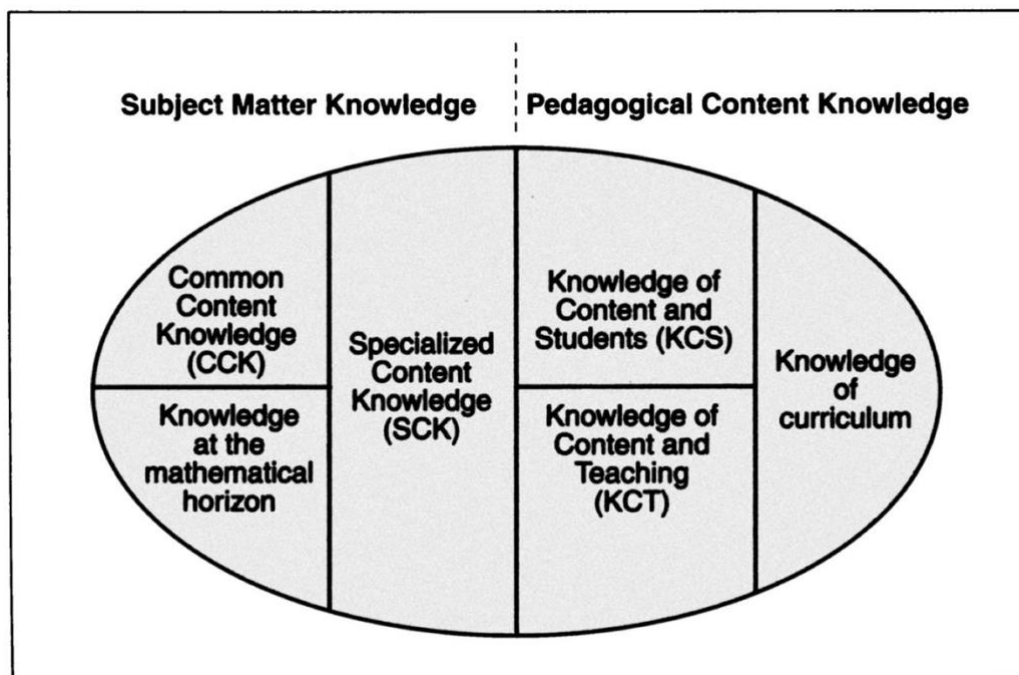 Subject Matter Knowledge
Pedagogical Content Knowledge
Common
Content
Knowledge
(CCK)
Knowledge
at the
mathematical
horizon
Specialized
Content
Knowledge
(SCK)
Knowledge of
Content and
Students (KCS)
Knowledge of
Content and
Teaching
(KCT)
Knowledge
of
curriculum